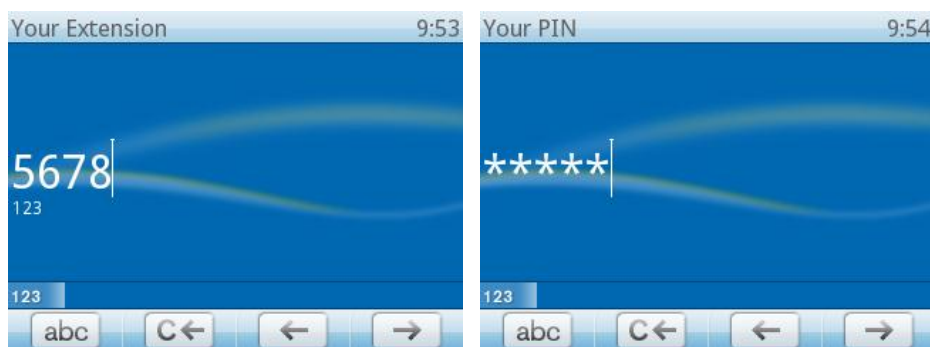 Your Extension 9:53
5678
123
123
abc C← ← →
Your PIN 9:54
*****
123
abc C← ← →